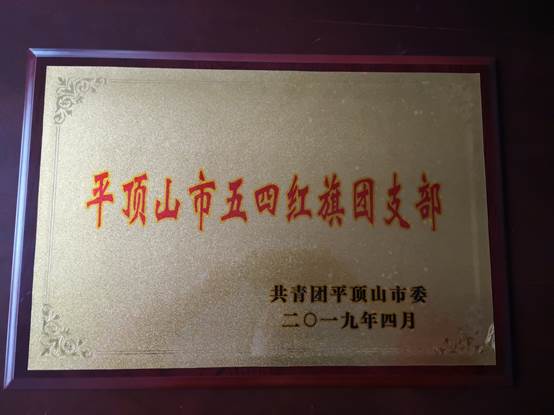 平顶山市五四红旗团支部
共青团平顶山市委
二〇一九年四月